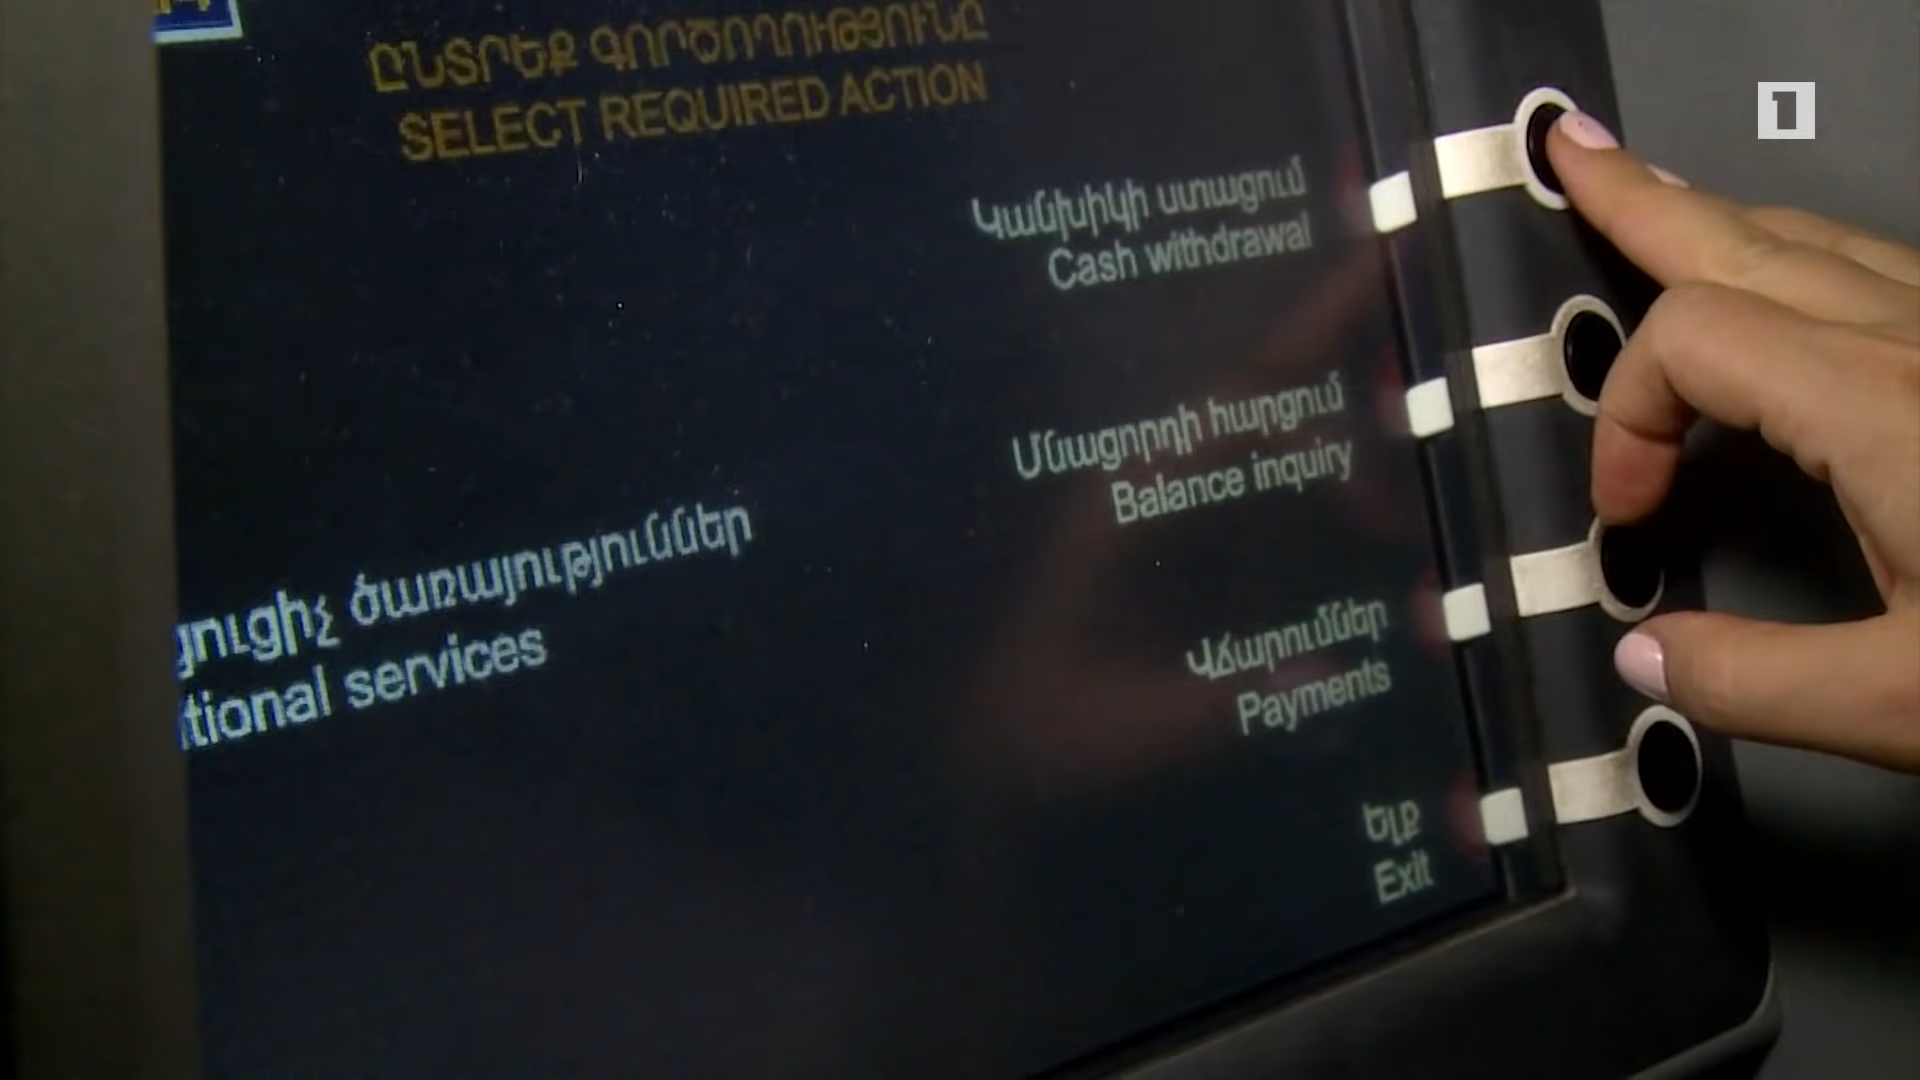 ԸՆՏՐԵՔ ԳՈՐԾՈՂՈՒԹՅՈՒՆԸ
SELECT REQUIRED ACTION
1
Կանխիկի ստացում
Cash withdrawal
Մնացորդի հարցում
Balance inquiry
ցուցիչ ծառայություններ
tional services
Վճարումներ
Payments
Ելք
Exit